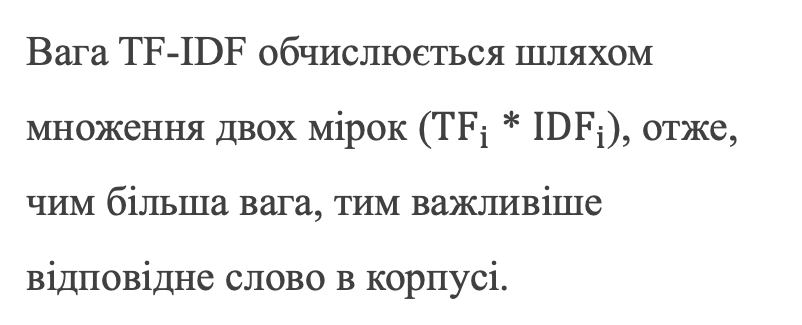 Вага TF-IDF обчислюється шляхом
множення двох мірок (TFᵢ * IDFᵢ), отже,
чим більша вага, тим важливіше
відповідне слово в корпусі.